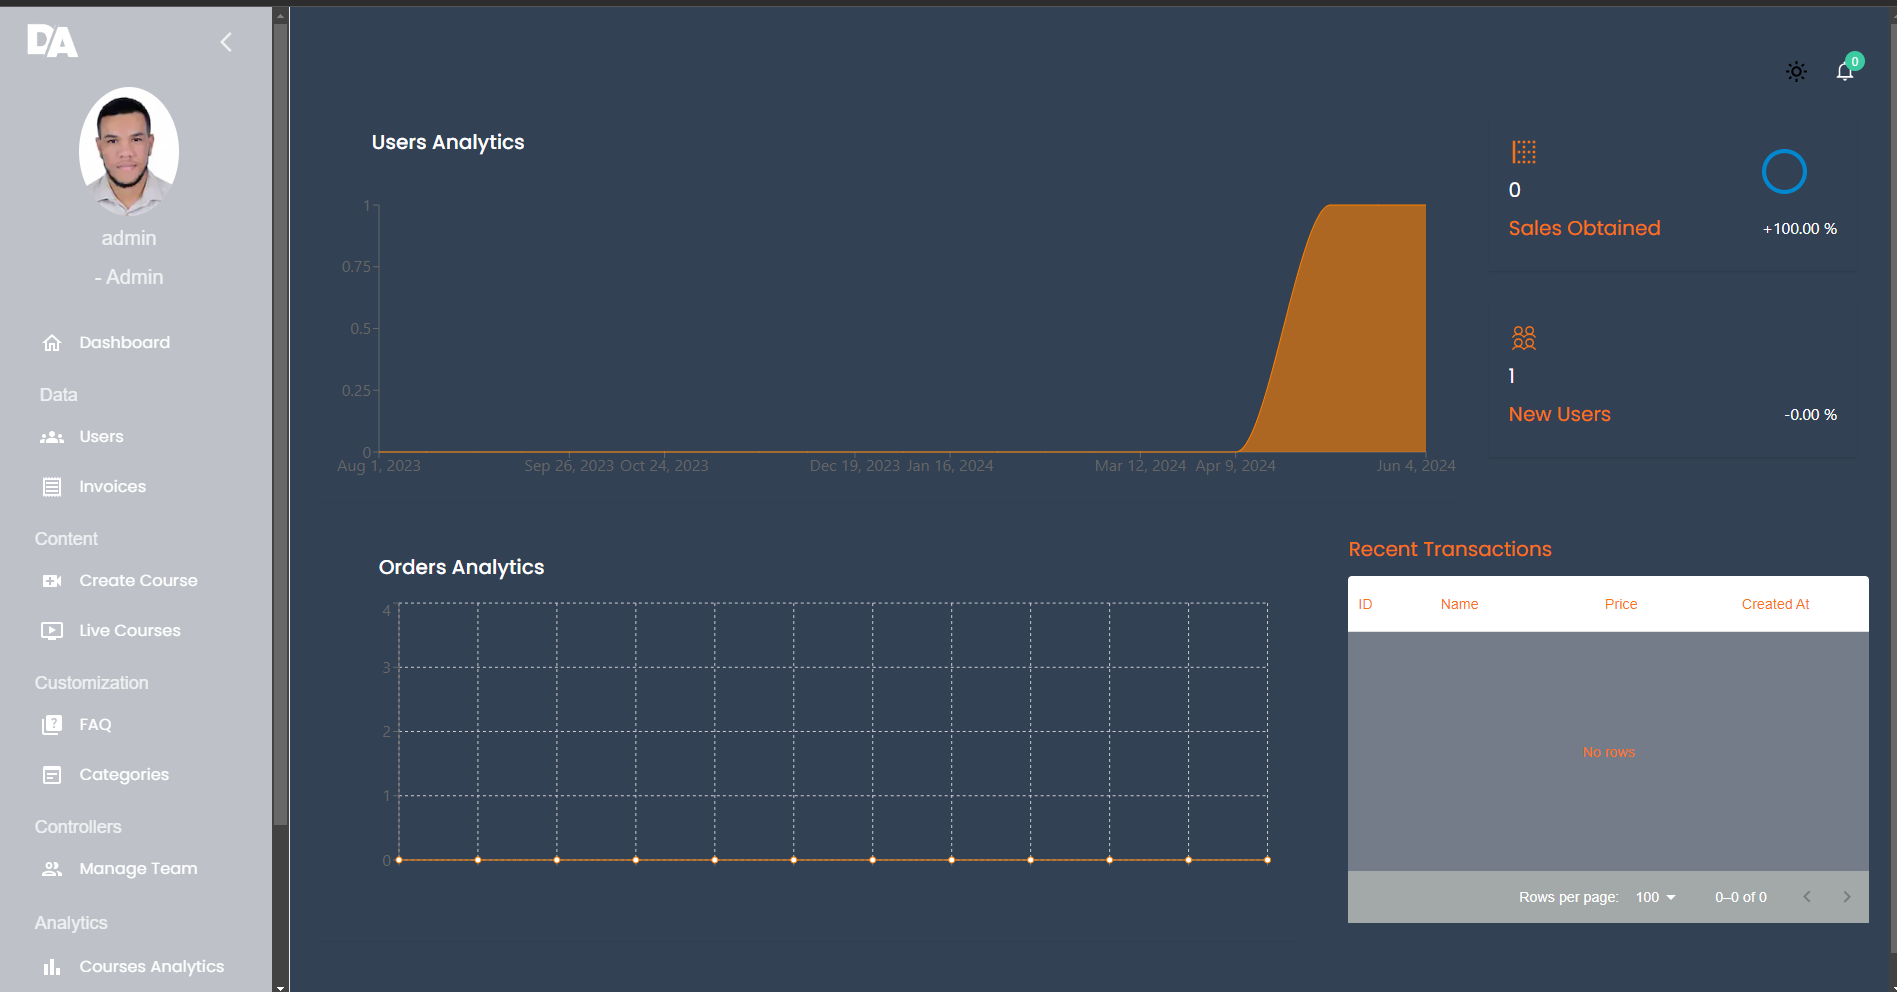 DA
admin
- Admin
Dashboard
Data
Users
Invoices
Content
Create Course
Live Courses
Customization
FAQ
Categories
Controllers
Manage Team
Analytics
Courses Analytics
0
Users Analytics
1
0.75
0.5
0.25
0
Aug 1, 2023 Sep 26, 2023 Oct 24, 2023 Dec 19, 2023 Jan 16, 2024 Mar 12, 2024 Apr 9, 2024 Jun 4, 2024
0
Sales Obtained +100.00 %
1
New Users -0.00 %
Orders Analytics
4
3
2
1
0
Recent Transactions
ID Name Price Created At
No rows
Rows per page: 100 0–0 of 0